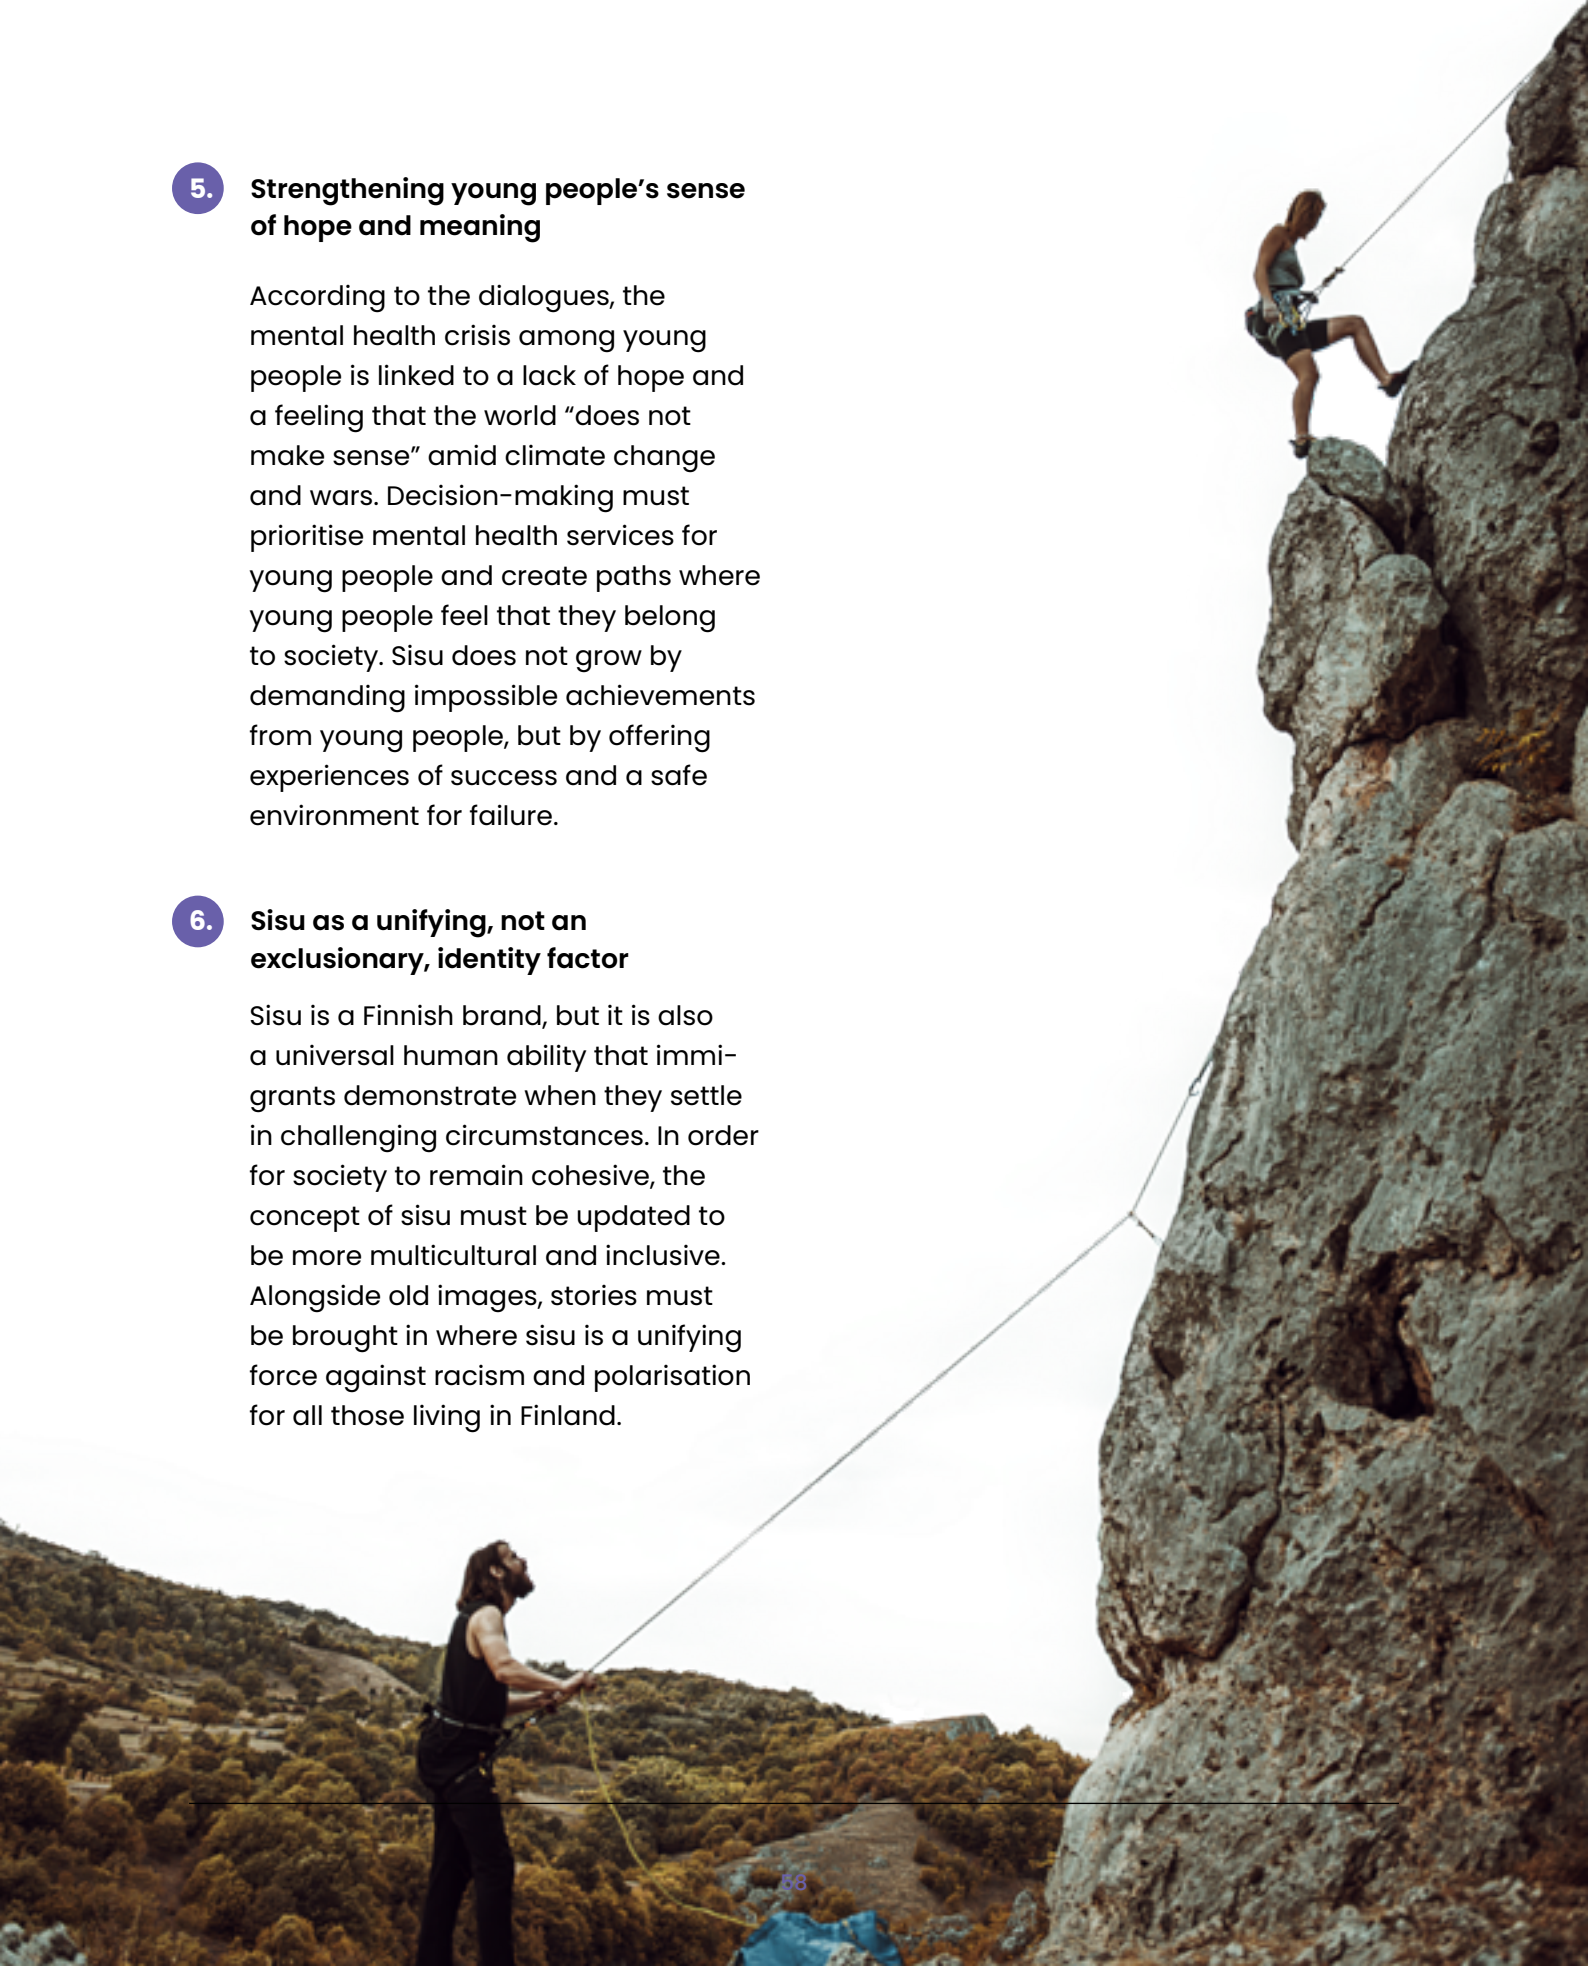 5. Strengthening young people’s sense
of hope and meaning
According to the dialogues, the
mental health crisis among young
people is linked to a lack of hope and
a feeling that the world “does not
make sense” amid climate change
and wars. Decision-making must
prioritise mental health services for
young people and create paths where
young people feel that they belong
to society. Sisu does not grow by
demanding impossible achievements
from young people, but by offering
experiences of success and a safe
environment for failure.
6. Sisu as a unifying, not an
exclusionary, identity factor
Sisu is a Finnish brand, but it is also
a universal human ability that immi-
grants demonstrate when they settle
in challenging circumstances. In order
for society to remain cohesive, the
concept of sisu must be updated to
be more multicultural and inclusive.
Alongside old images, stories must
be brought in where sisu is a unifying
force against racism and polarisation
for all those living in Finland.
58